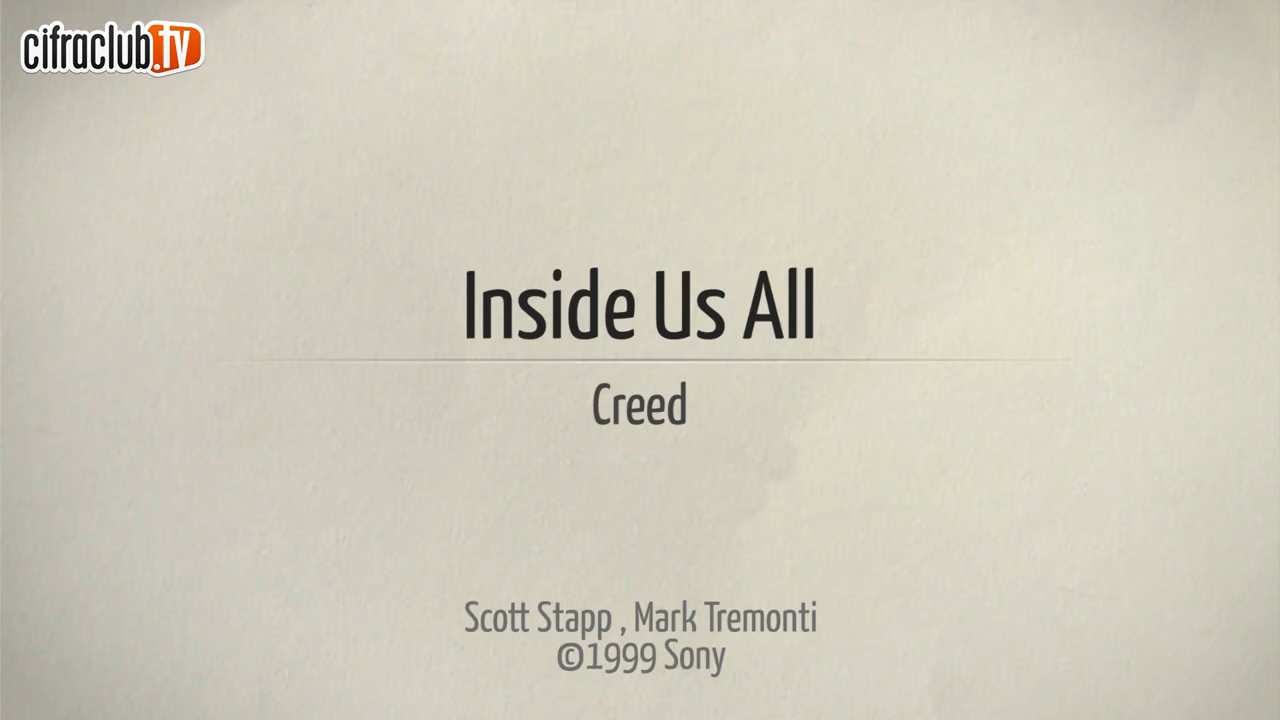 cifraclub.tv
Inside Us All
Creed
Scott Stapp , Mark Tremonti
©1999 Sony